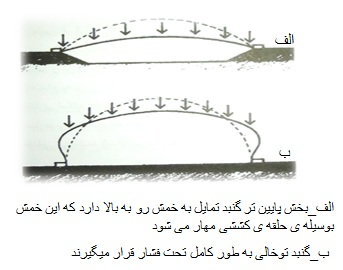 الف
ب
الف_بخش پایین تر گنبد تمایل به خمش رو به بالا دارد که این خمش
بوسیله ی حلقه ی کششی مهار می شود
ب_گنبد توخالی به طور کامل تحت فشار قرار میگیرند